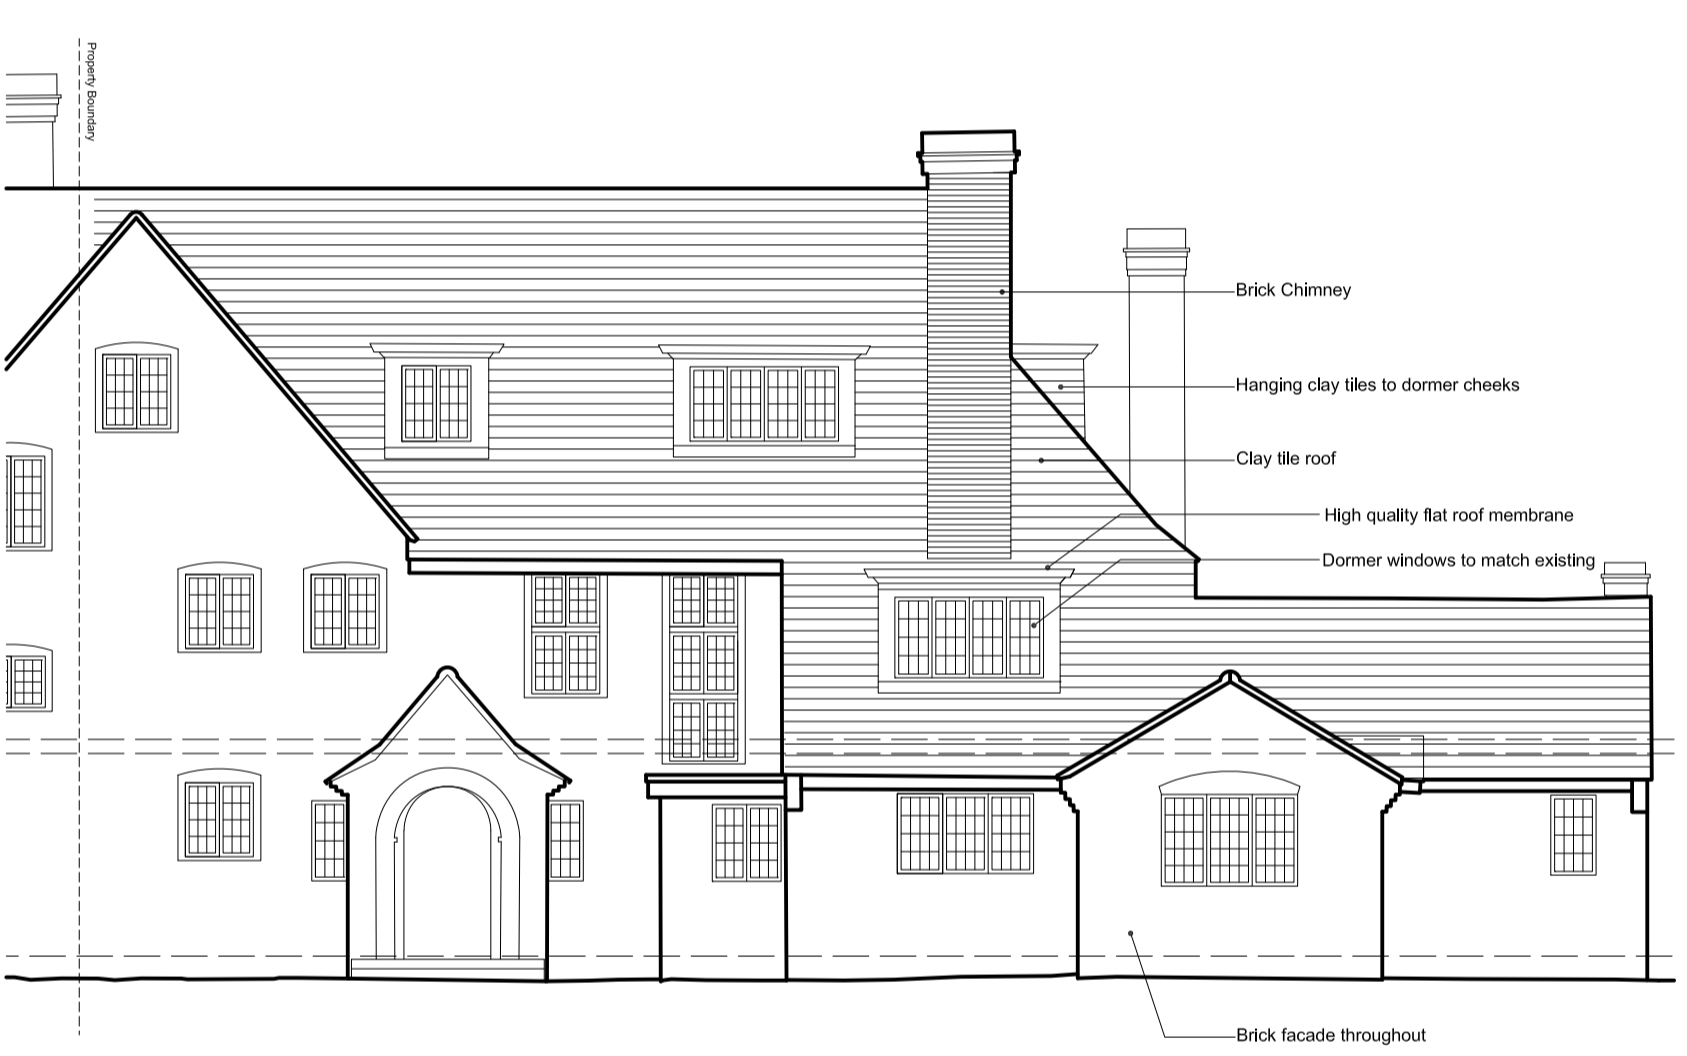 Property Boundary
Brick Chimney
Hanging clay tiles to dormer cheeks
Clay tile roof
High quality flat roof membrane
Dormer windows to match existing
Brick facade throughout